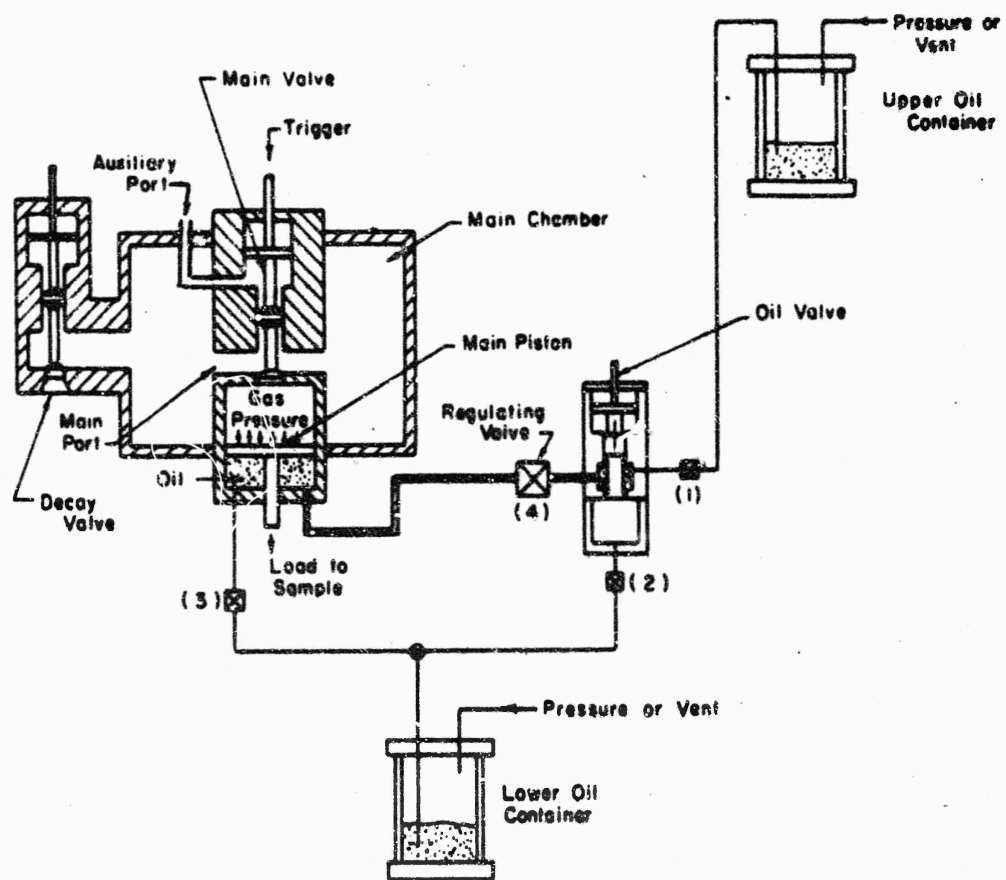 Pressure or
Vent
Upper Oil
Container
Main Valve
Trigger
Auxiliary
Port
Main Chamber
Oil Valve
Main Piston
Gas
Pressure
Regulating
Valve
Main
Port
Oil
(1)
(4)
Decay
Valve
Load to
Sample
(2)
(3)
Pressure or Vent
Lower Oil
Container